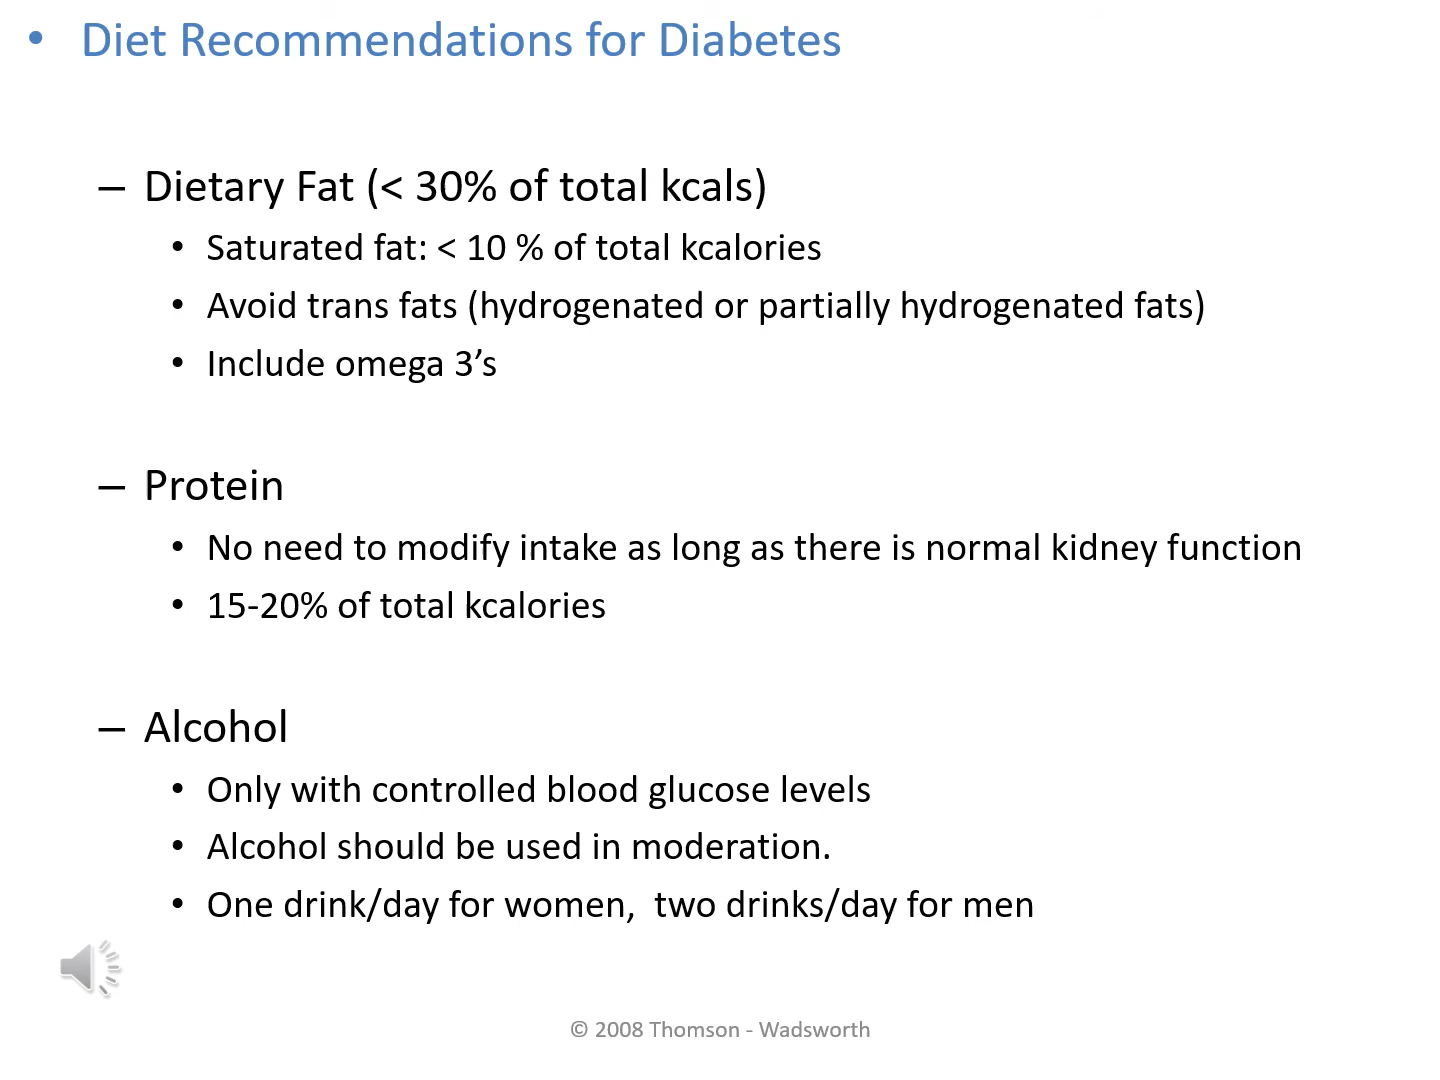 • Diet Recommendations for Diabetes
– Dietary Fat (< 30% of total kcals)
• Saturated fat: < 10 % of total kcalories
• Avoid trans fats (hydrogenated or partially hydrogenated fats)
• Include omega 3’s
– Protein
• No need to modify intake as long as there is normal kidney function
• 15-20% of total kcalories
– Alcohol
• Only with controlled blood glucose levels
• Alcohol should be used in moderation.
• One drink/day for women,  two drinks/day for men
© 2008 Thomson - Wadsworth